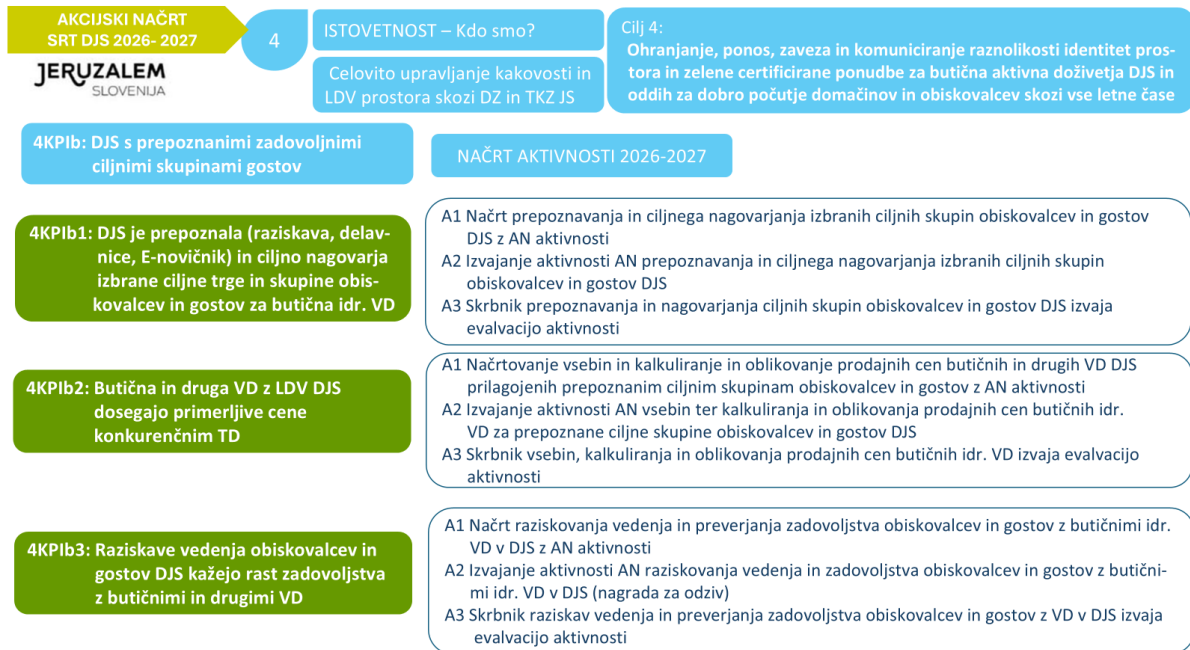 AKCIJSKI NAČRT
SRT DJS 2026- 2027
4
JERUZALEM
SLOVENIJA
ISTOVETNOST – Kdo smo?
Celovito upravljanje kakovosti in
LDV prostora skozi DZ in TKZ JS
Cilj 4:
Ohranjanje, ponos, zaveza in komuniciranje raznolikosti identitet pros-
tora in zelene certificirane ponudbe za butična aktivna doživetja DJS in
oddih za dobro počutje domačinov in obiskovalcev skozi vse letne čase
4KPIb: DJS s prepoznanimi zadovoljnimi
ciljnimi skupinami gostov
NAČRT AKTIVNOSTI 2026-2027
4KPIb1: DJS je prepoznala (raziskava, delav-
nice, E-novičnik) in ciljno nagovarja
izbrane ciljne trge in skupine obis-
kovalcev in gostov za butična idr. VD
A1 Načrt prepoznavanja in ciljnega nagovarjanja izbranih ciljnih skupin obiskovalcev in gostov
DJS z AN aktivnosti
A2 Izvajanje aktivnosti AN prepoznavanja in ciljnega nagovarjanja izbranih ciljnih skupin
obiskovalcev in gostov DJS
A3 Skrbnik prepoznavanja in nagovarjanja ciljnih skupin obiskovalcev in gostov DJS izvaja
evalvacijo aktivnosti
4KPIb2: Butična in druga VD z LDV DJS
dosegajo primerljive cene
konkurenčnim TD
A1 Načrtovanje vsebin in kalkuliranje in oblikovanje prodajnih cen butičnih in drugih VD DJS
prilagojenih prepoznanim ciljnim skupinam obiskovalcev in gostov z AN aktivnosti
A2 Izvajanje aktivnosti AN vsebin ter kalkuliranja in oblikovanja prodajnih cen butičnih idr.
VD za prepoznane ciljne skupine obiskovalcev in gostov DJS
A3 Skrbnik vsebin, kalkuliranja in oblikovanja prodajnih cen butičnih idr. VD izvaja evalvacijo
aktivnosti
4KPIb3: Raziskave vedenja obiskovalcev in
gostov DJS kažejo rast zadovoljstva
z butičnimi in drugimi VD
A1 Načrt raziskovanja vedenja in preverjanja zadovoljstva obiskovalcev in gostov z butičnimi idr.
VD v DJS z AN aktivnosti
A2 Izvajanje aktivnosti AN raziskovanja vedenja in zadovoljstva obiskovalcev in gostov z butični-
mi idr. VD v DJS (nagrada za odziv)
A3 Skrbnik raziskav vedenja in preverjanja zadovoljstva obiskovalcev in gostov z VD v DJS izvaja
evalvacijo aktivnosti